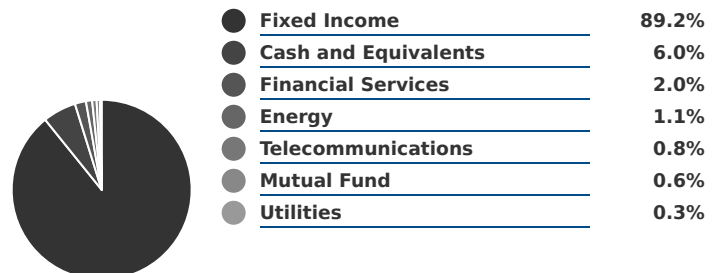 Fixed Income 89.2%
Cash and Equivalents 6.0%
Financial Services 2.0%
Energy 1.1%
Telecommunications 0.8%
Mutual Fund 0.6%
Utilities 0.3%